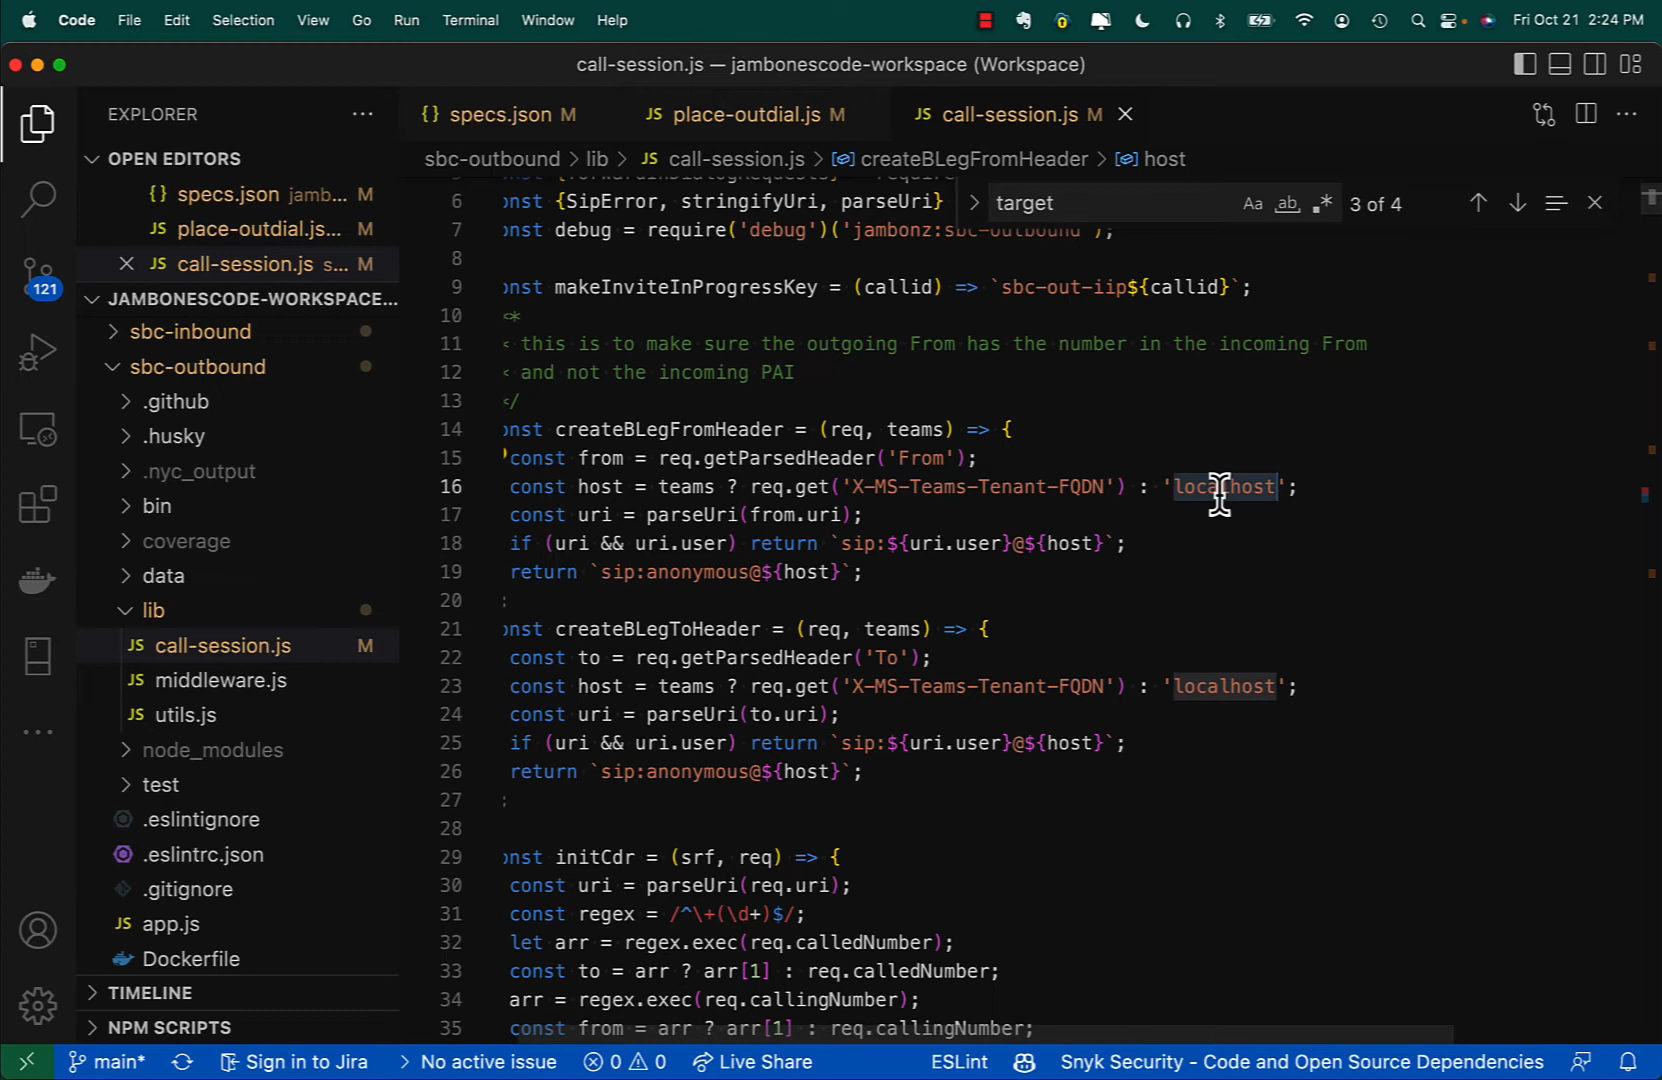 Code File Edit Selection View Go Run Terminal Window Help Fri Oct 21 2:24 PM
call-session.js — jambonescode-workspace (Workspace)
EXPLORER
specs.json M place-outdial.js M call-session.js M
OPEN EDITORS
sbc-outbound > lib > JS call-session.js > createBLegFromHeader > host
{} specs.json jamb... M
target Aa ab .* 3 of 4
JS place-outdial.js... M
JS call-session.js s... M
JAMBONESCODE-WORKSPACE...
121
sbc-inbound
sbc-outbound
.github
.husky
.nyc_output
bin
coverage
data
lib
JS call-session.js M
JS middleware.js
JS utils.js
node_modules
test
.eslintignore
.eslintrc.json
.gitignore
JS app.js
Dockerfile
TIMELINE
NPM SCRIPTS
6 onst {SipError, stringifyUri, parseUri}
7 onst debug = require('debug')('jambonz:sbc-outbound');
8
9 onst makeInviteInProgressKey = (callid) => `sbc-out-iip${callid}`;
10 **
11 * this is to make sure the outgoing From has the number in the incoming From
12 * and not the incoming PAI
13 */
14 onst createBLegFromHeader = (req, teams) => {
15 const from = req.getParsedHeader('From');
16 const host = teams ? req.get('X-MS-Teams-Tenant-FQDN') : 'localhost';
17 const uri = parseUri(from.uri);
18 if (uri && uri.user) return `sip:${uri.user}@${host}`;
19 return `sip:anonymous@${host}`;
20 ;
21 onst createBLegToHeader = (req, teams) => {
22 const to = req.getParsedHeader('To');
23 const host = teams ? req.get('X-MS-Teams-Tenant-FQDN') : 'localhost';
24 const uri = parseUri(to.uri);
25 if (uri && uri.user) return `sip:${uri.user}@${host}`;
26 return `sip:anonymous@${host}`;
27 ;
28
29 onst initCdr = (srf, req) => {
30 const uri = parseUri(req.uri);
31 const regex = /^\+(\d+)$/;
32 let arr = regex.exec(req.calledNumber);
33 const to = arr ? arr[1] : req.calledNumber;
34 arr = regex.exec(req.callingNumber);
35 const from = arr ? arr[1] : req.callingNumber;
main* Sign in to Jira > No active issue 0 0 Live Share ESLint Snyk Security - Code and Open Source Dependencies